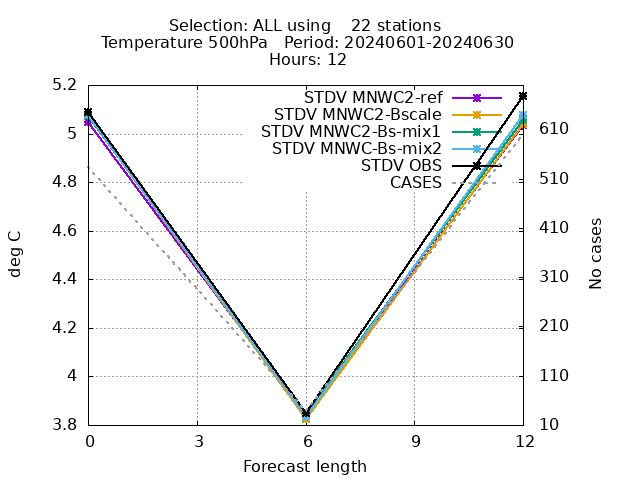 Selection: ALL using    22 stations
Temperature 500hPa   Period: 20240601-20240630
Hours: 12
STDV MNWC2-ref
STDV MNWC2-Bscale
STDV MNWC2-Bs-mix1
STDV MNWC-Bs-mix2
STDV OBS
CASES
5.2
5
4.8
4.6
4.4
4.2
4
3.8
deg C
610
510
410
310
210
110
10
No cases
0
3
6
9
12
Forecast length